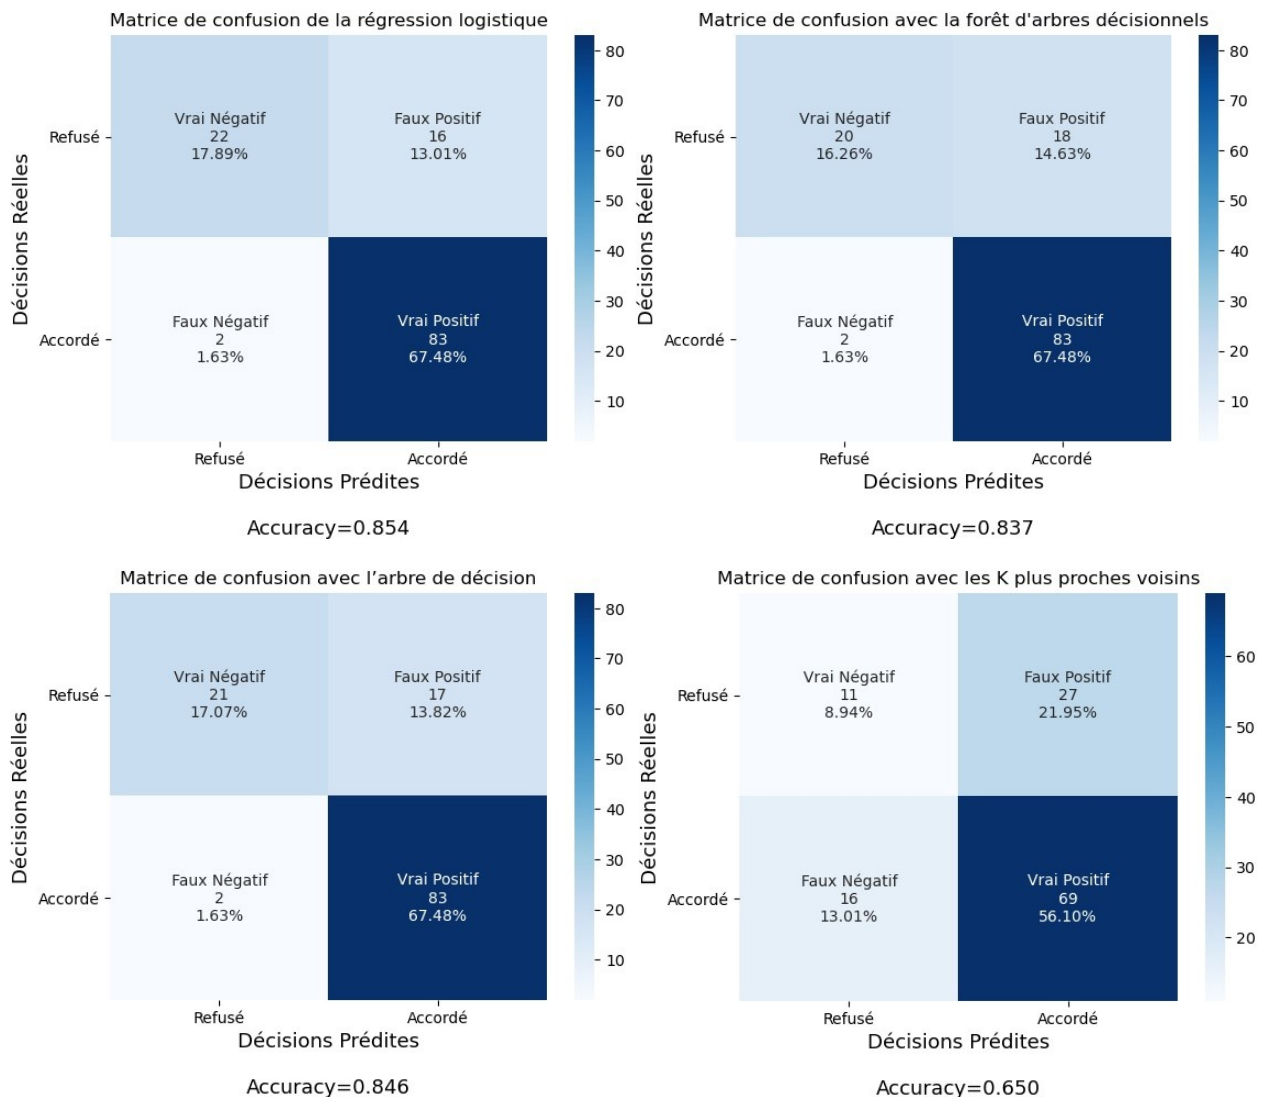 Matrice de confusion de la régression logistique
Décisions Réelles
Refusé
Accordé
Vrai Négatif
22
17.89%
Faux Positif
16
13.01%
Faux Négatif
2
1.63%
Vrai Positif
83
67.48%
80
70
60
50
40
30
20
10
Refusé
Accordé
Décisions Prédites
Accuracy=0.854
Matrice de confusion avec la forêt d'arbres décisionnels
Décisions Réelles
Refusé
Accordé
Vrai Négatif
20
16.26%
Faux Positif
18
14.63%
Faux Négatif
2
1.63%
Vrai Positif
83
67.48%
80
70
60
50
40
30
20
10
Refusé
Accordé
Décisions Prédites
Accuracy=0.837
Matrice de confusion avec l’arbre de décision
Décisions Réelles
Refusé
Accordé
Vrai Négatif
21
17.07%
Faux Positif
17
13.82%
Faux Négatif
2
1.63%
Vrai Positif
83
67.48%
80
70
60
50
40
30
20
10
Refusé
Accordé
Décisions Prédites
Accuracy=0.846
Matrice de confusion avec les K plus proches voisins
Décisions Réelles
Refusé
Accordé
Vrai Négatif
11
8.94%
Faux Positif
27
21.95%
Faux Négatif
16
13.01%
Vrai Positif
69
56.10%
60
50
40
30
20
Refusé
Accordé
Décisions Prédites
Accuracy=0.650